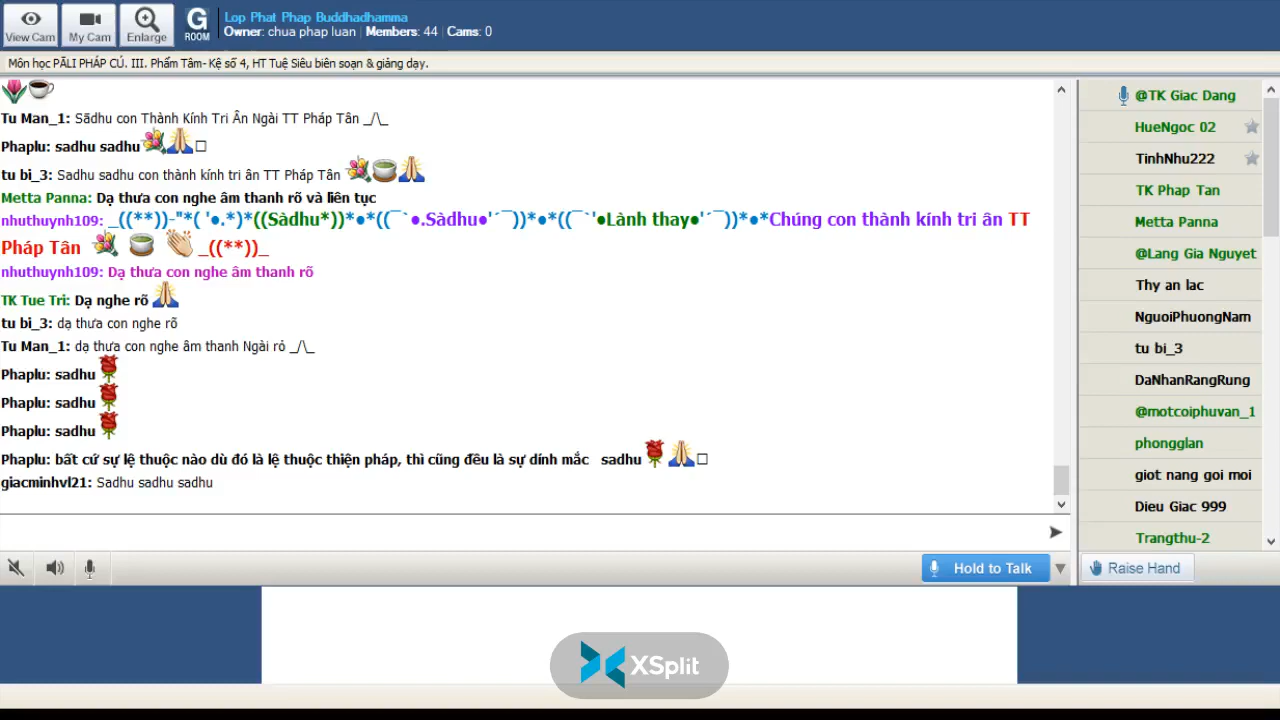 View Cam
My Cam
Enlarge
G
ROOM
Lop Phat Phap Buddhadhamma
Owner: chua phap luan | Members: 44 | Cams: 0
Môn học PĀLI PHÁP CÚ. III. Phẩm Tâm- Kệ số 4, HT Tuệ Siêu biên soạn & giảng dạy.
Tu Man_1: Sādhu con Thành Kính Tri Ân Ngài TT Pháp Tân _/\_
Phaplu: sadhu sadhu
tu bi_3: Sadhu sadhu con thành kính tri ân TT Pháp Tân
Metta Panna: Dạ thưa con nghe âm thanh rõ và liên tục
nhuthuynh109: _((**))-"*( '●.*)*((Sàdhu*))*●*((¯`●.Sàdhu●'´¯))*●*((¯`'●Lành thay●'´¯))*●*Chúng con thành kính tri ân TT
Pháp Tân _((**))_
nhuthuynh109: Dạ thưa con nghe âm thanh rõ
TK Tue Tri: Dạ nghe rõ
tu bi_3: dạ thưa con nghe rõ
Tu Man_1: dạ thưa con nghe âm thanh Ngài rỏ _/\_
Phaplu: sadhu
Phaplu: sadhu
Phaplu: sadhu
Phaplu: bất cứ sự lệ thuộc nào dù đó là lệ thuộc thiện pháp, thì cũng đều là sự dính mắc sadhu
giacminhvl21: Sadhu sadhu sadhu
Hold to Talk
@TK Giac Dang
HueNgoc 02
TinhNhu222
TK Phap Tan
Metta Panna
@Lang Gia Nguyet
Thy an lac
NguoiPhuongNam
tu bi_3
DaNhanRangRung
@motcoiphuvan_1
phongglan
giot nang goi moi
Dieu Giac 999
Trangthu-2
Raise Hand
XSplit